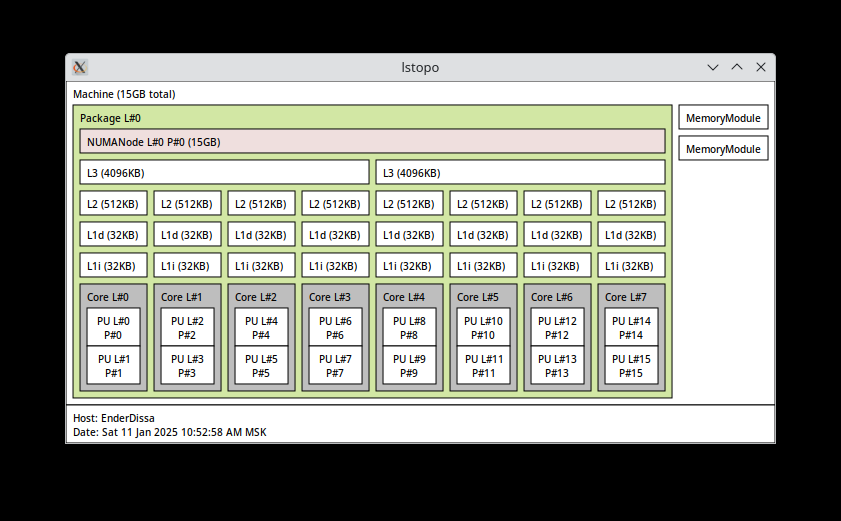 lstopo
Machine (15GB total)
Package L#0
MemoryModule
NUMANode L#0 P#0 (15GB)
MemoryModule
L3 (4096KB) L3 (4096KB)
L2 (512KB) L2 (512KB) L2 (512KB) L2 (512KB) L2 (512KB) L2 (512KB) L2 (512KB) L2 (512KB)
L1d (32KB) L1d (32KB) L1d (32KB) L1d (32KB) L1d (32KB) L1d (32KB) L1d (32KB) L1d (32KB)
L1i (32KB) L1i (32KB) L1i (32KB) L1i (32KB) L1i (32KB) L1i (32KB) L1i (32KB) L1i (32KB)
Core L#0 Core L#1 Core L#2 Core L#3 Core L#4 Core L#5 Core L#6 Core L#7
PU L#0 PU L#2 PU L#4 PU L#6 PU L#8 PU L#10 PU L#12 PU L#14
P#0 P#2 P#4 P#6 P#8 P#10 P#12 P#14
PU L#1 PU L#3 PU L#5 PU L#7 PU L#9 PU L#11 PU L#13 PU L#15
P#1 P#3 P#5 P#7 P#9 P#11 P#13 P#15
Host: EnderDissa
Date: Sat 11 Jan 2025 10:52:58 AM MSK